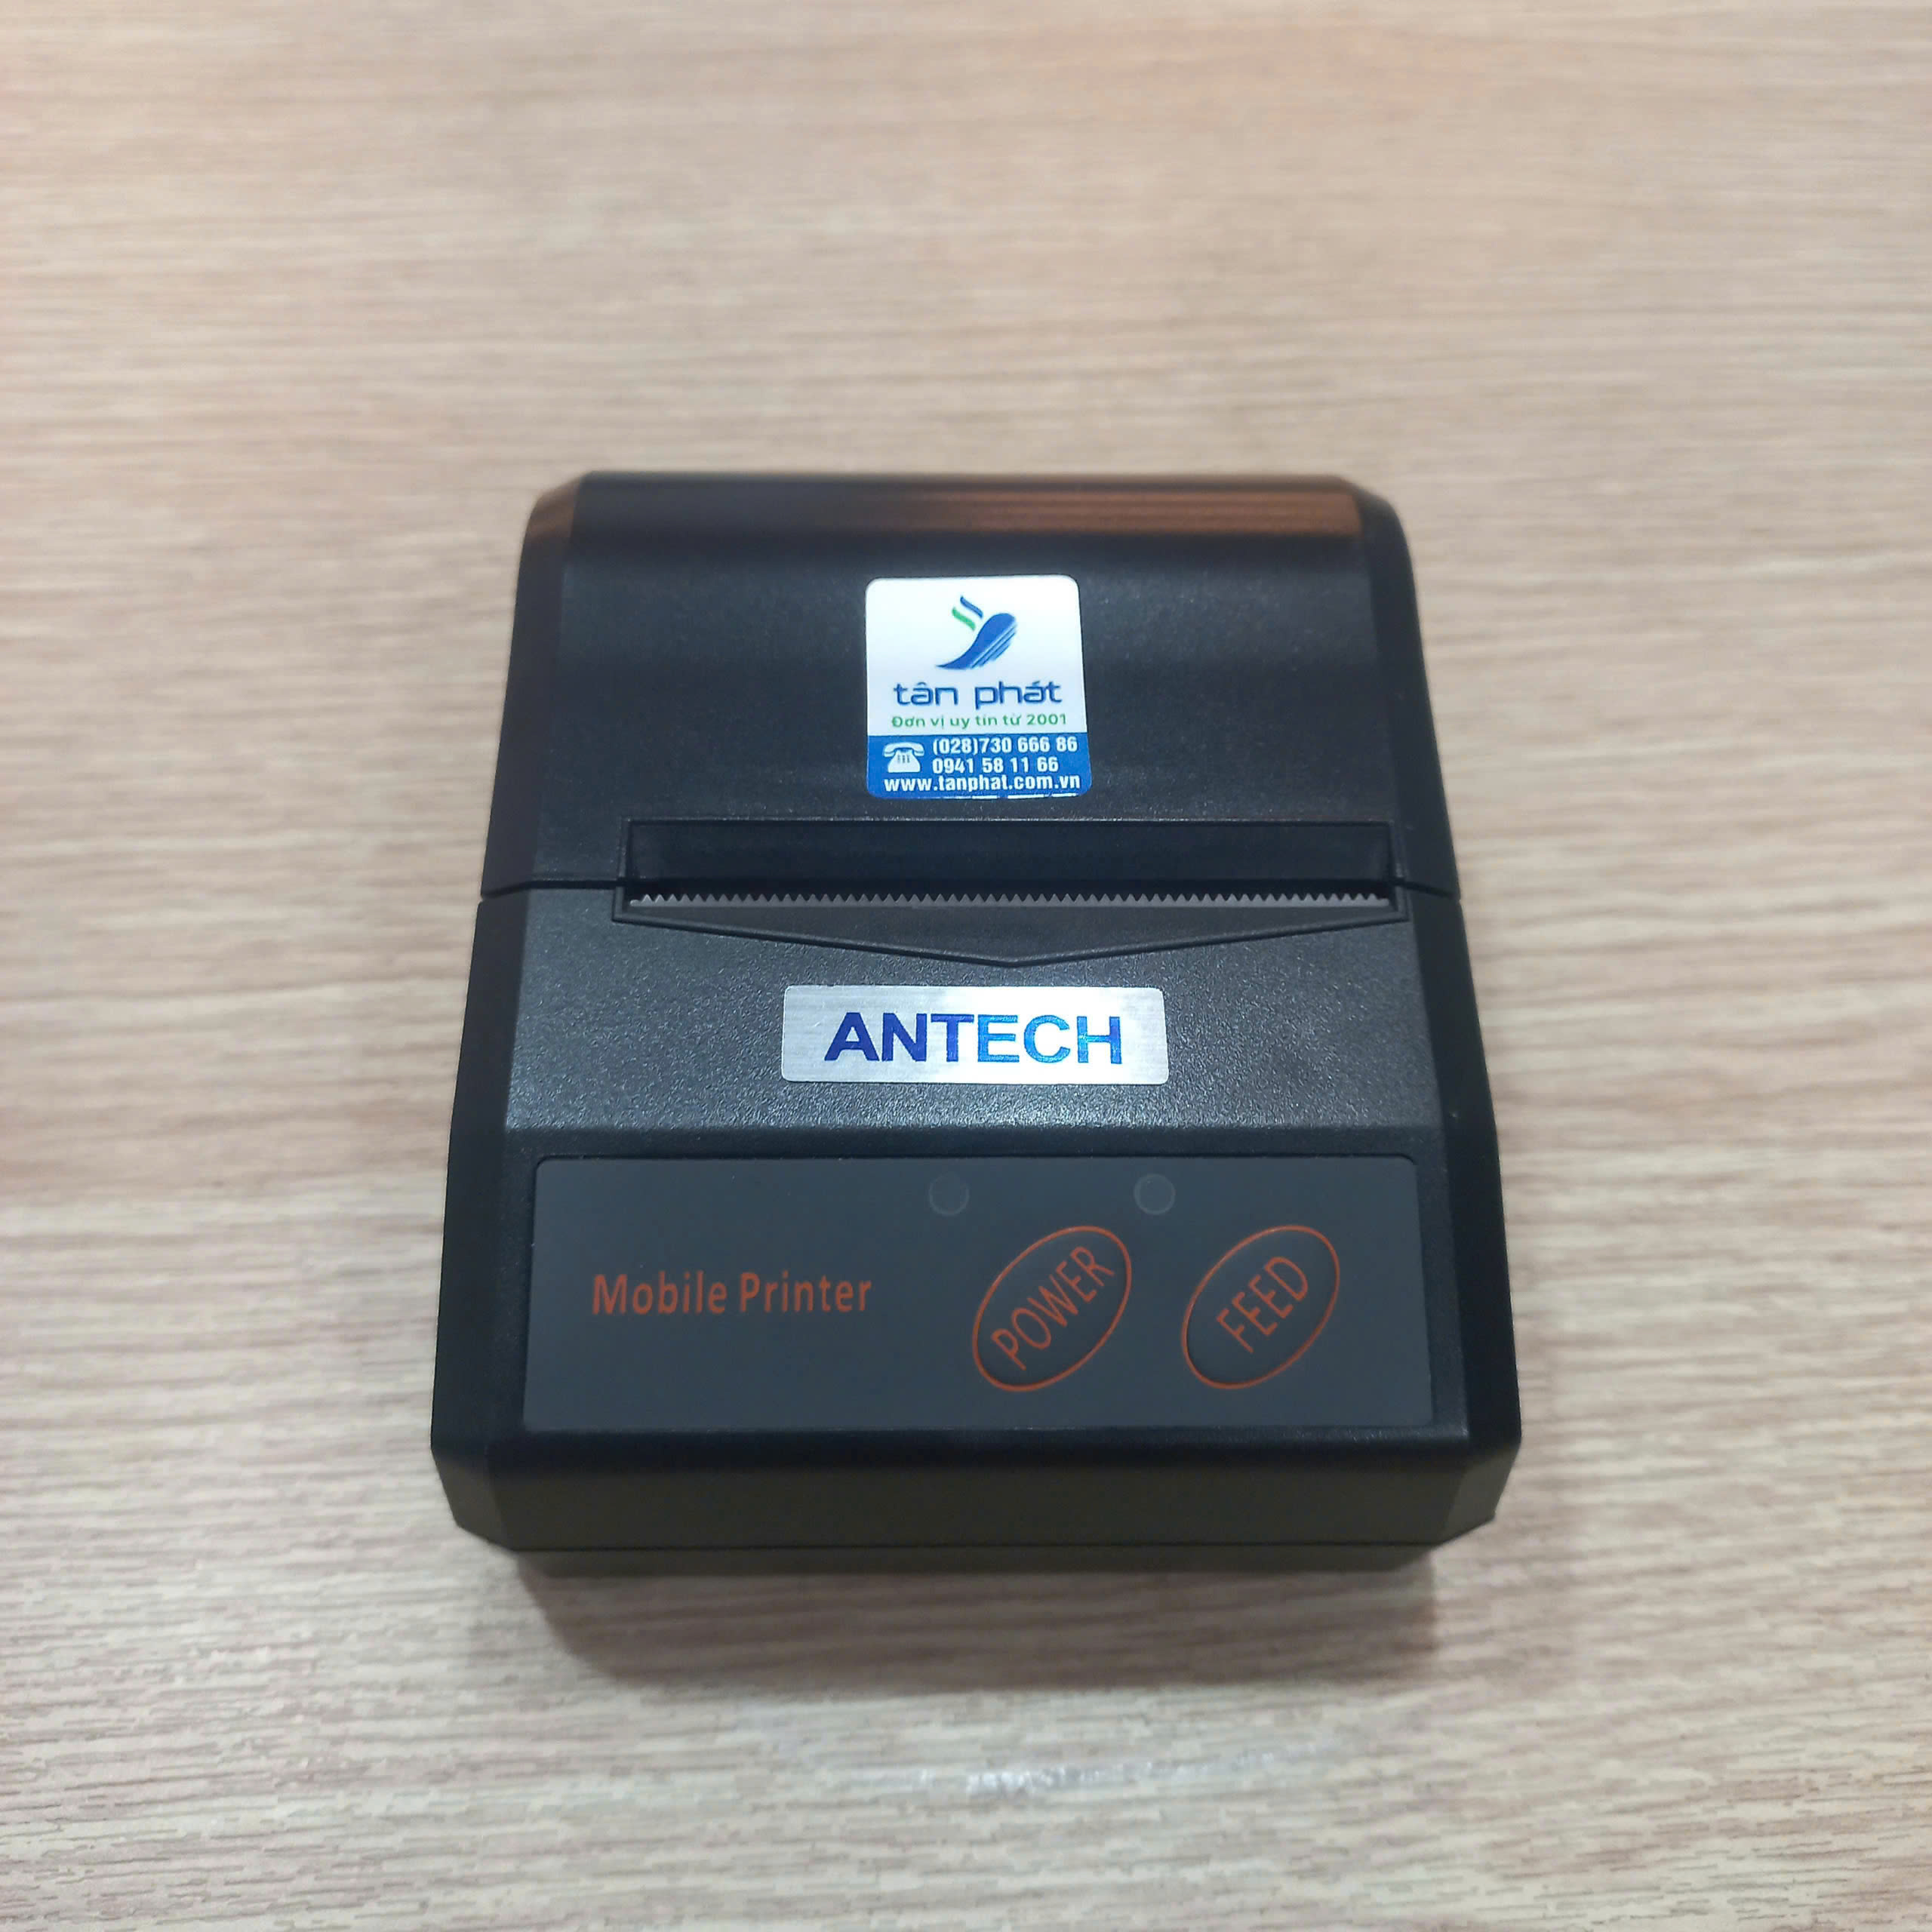 tân phát
Đơn vị uy tín từ 2001
(028)730 666 86
0941 58 11 66
www.tanphat.com.vn
ANTECH
Mobile Printer
POWER
FEED